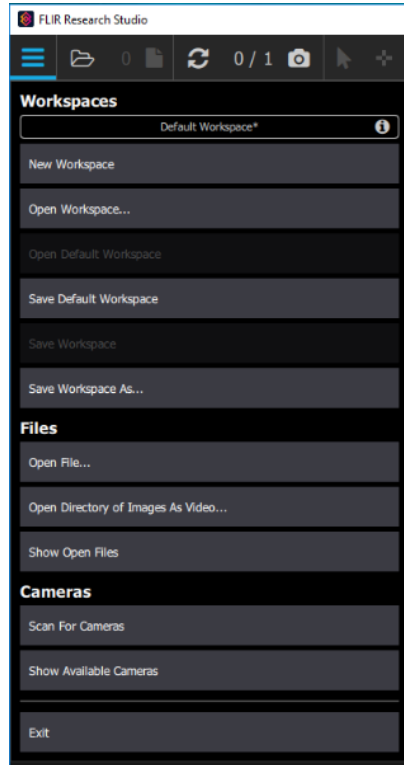 FLIR Research Studio
0 0 / 1
Workspaces
Default Workspace*
New Workspace
Open Workspace...
Open Default Workspace
Save Default Workspace
Save Workspace
Save Workspace As...
Files
Open File...
Open Directory of Images As Video...
Show Open Files
Cameras
Scan For Cameras
Show Available Cameras
Exit